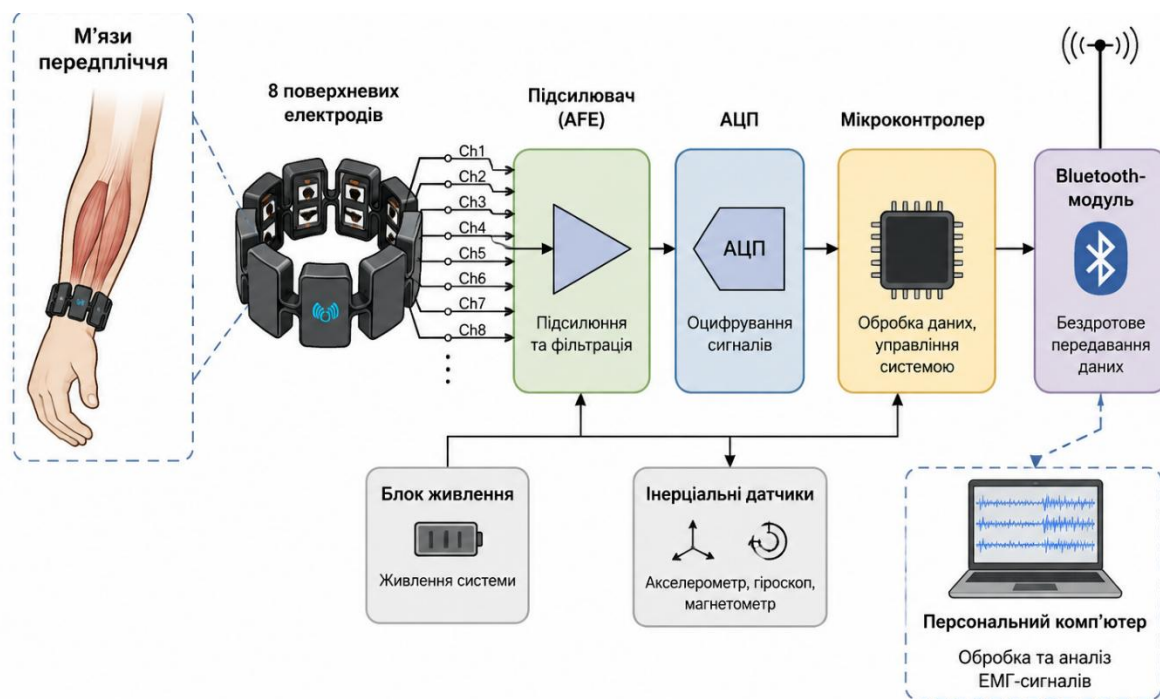 М’язи
передпліччя
8 поверхневих
електродів
Ch1
Ch2
Ch3
Ch4
Ch5
Ch6
Ch7
Ch8
Підсилювач
(AFE)
Підсилюння
та фільтрація
АЦП
АЦП
Оцифрування
сигналів
Мікроконтролер
Обробка даних,
управління
системою
Bluetooth-
модуль
Бездротове
передавання
даних
Блок живлення
Живлення системи
Інерціальні датчики
Акселерометр, гіроскоп,
магнетометр
Персональний комп’ютер
Обробка та аналіз
ЕМГ-сигналів